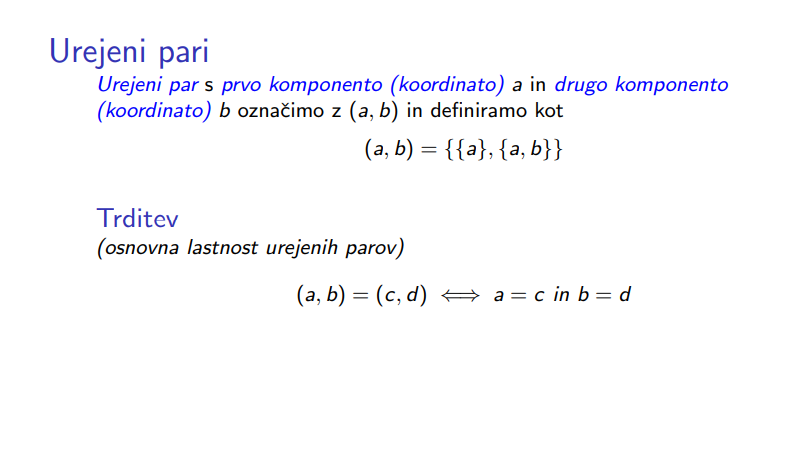 Urejeni pari
Urejeni par s prvo komponento (koordinato) a in drugo komponento
(koordinato) b označimo z (a, b) in definiramo kot
(a, b) = {{a}, {a, b}}
Trditev
(osnovna lastnost urejenih parov)
(a, b) = (c, d) ⟺ a = c in b = d